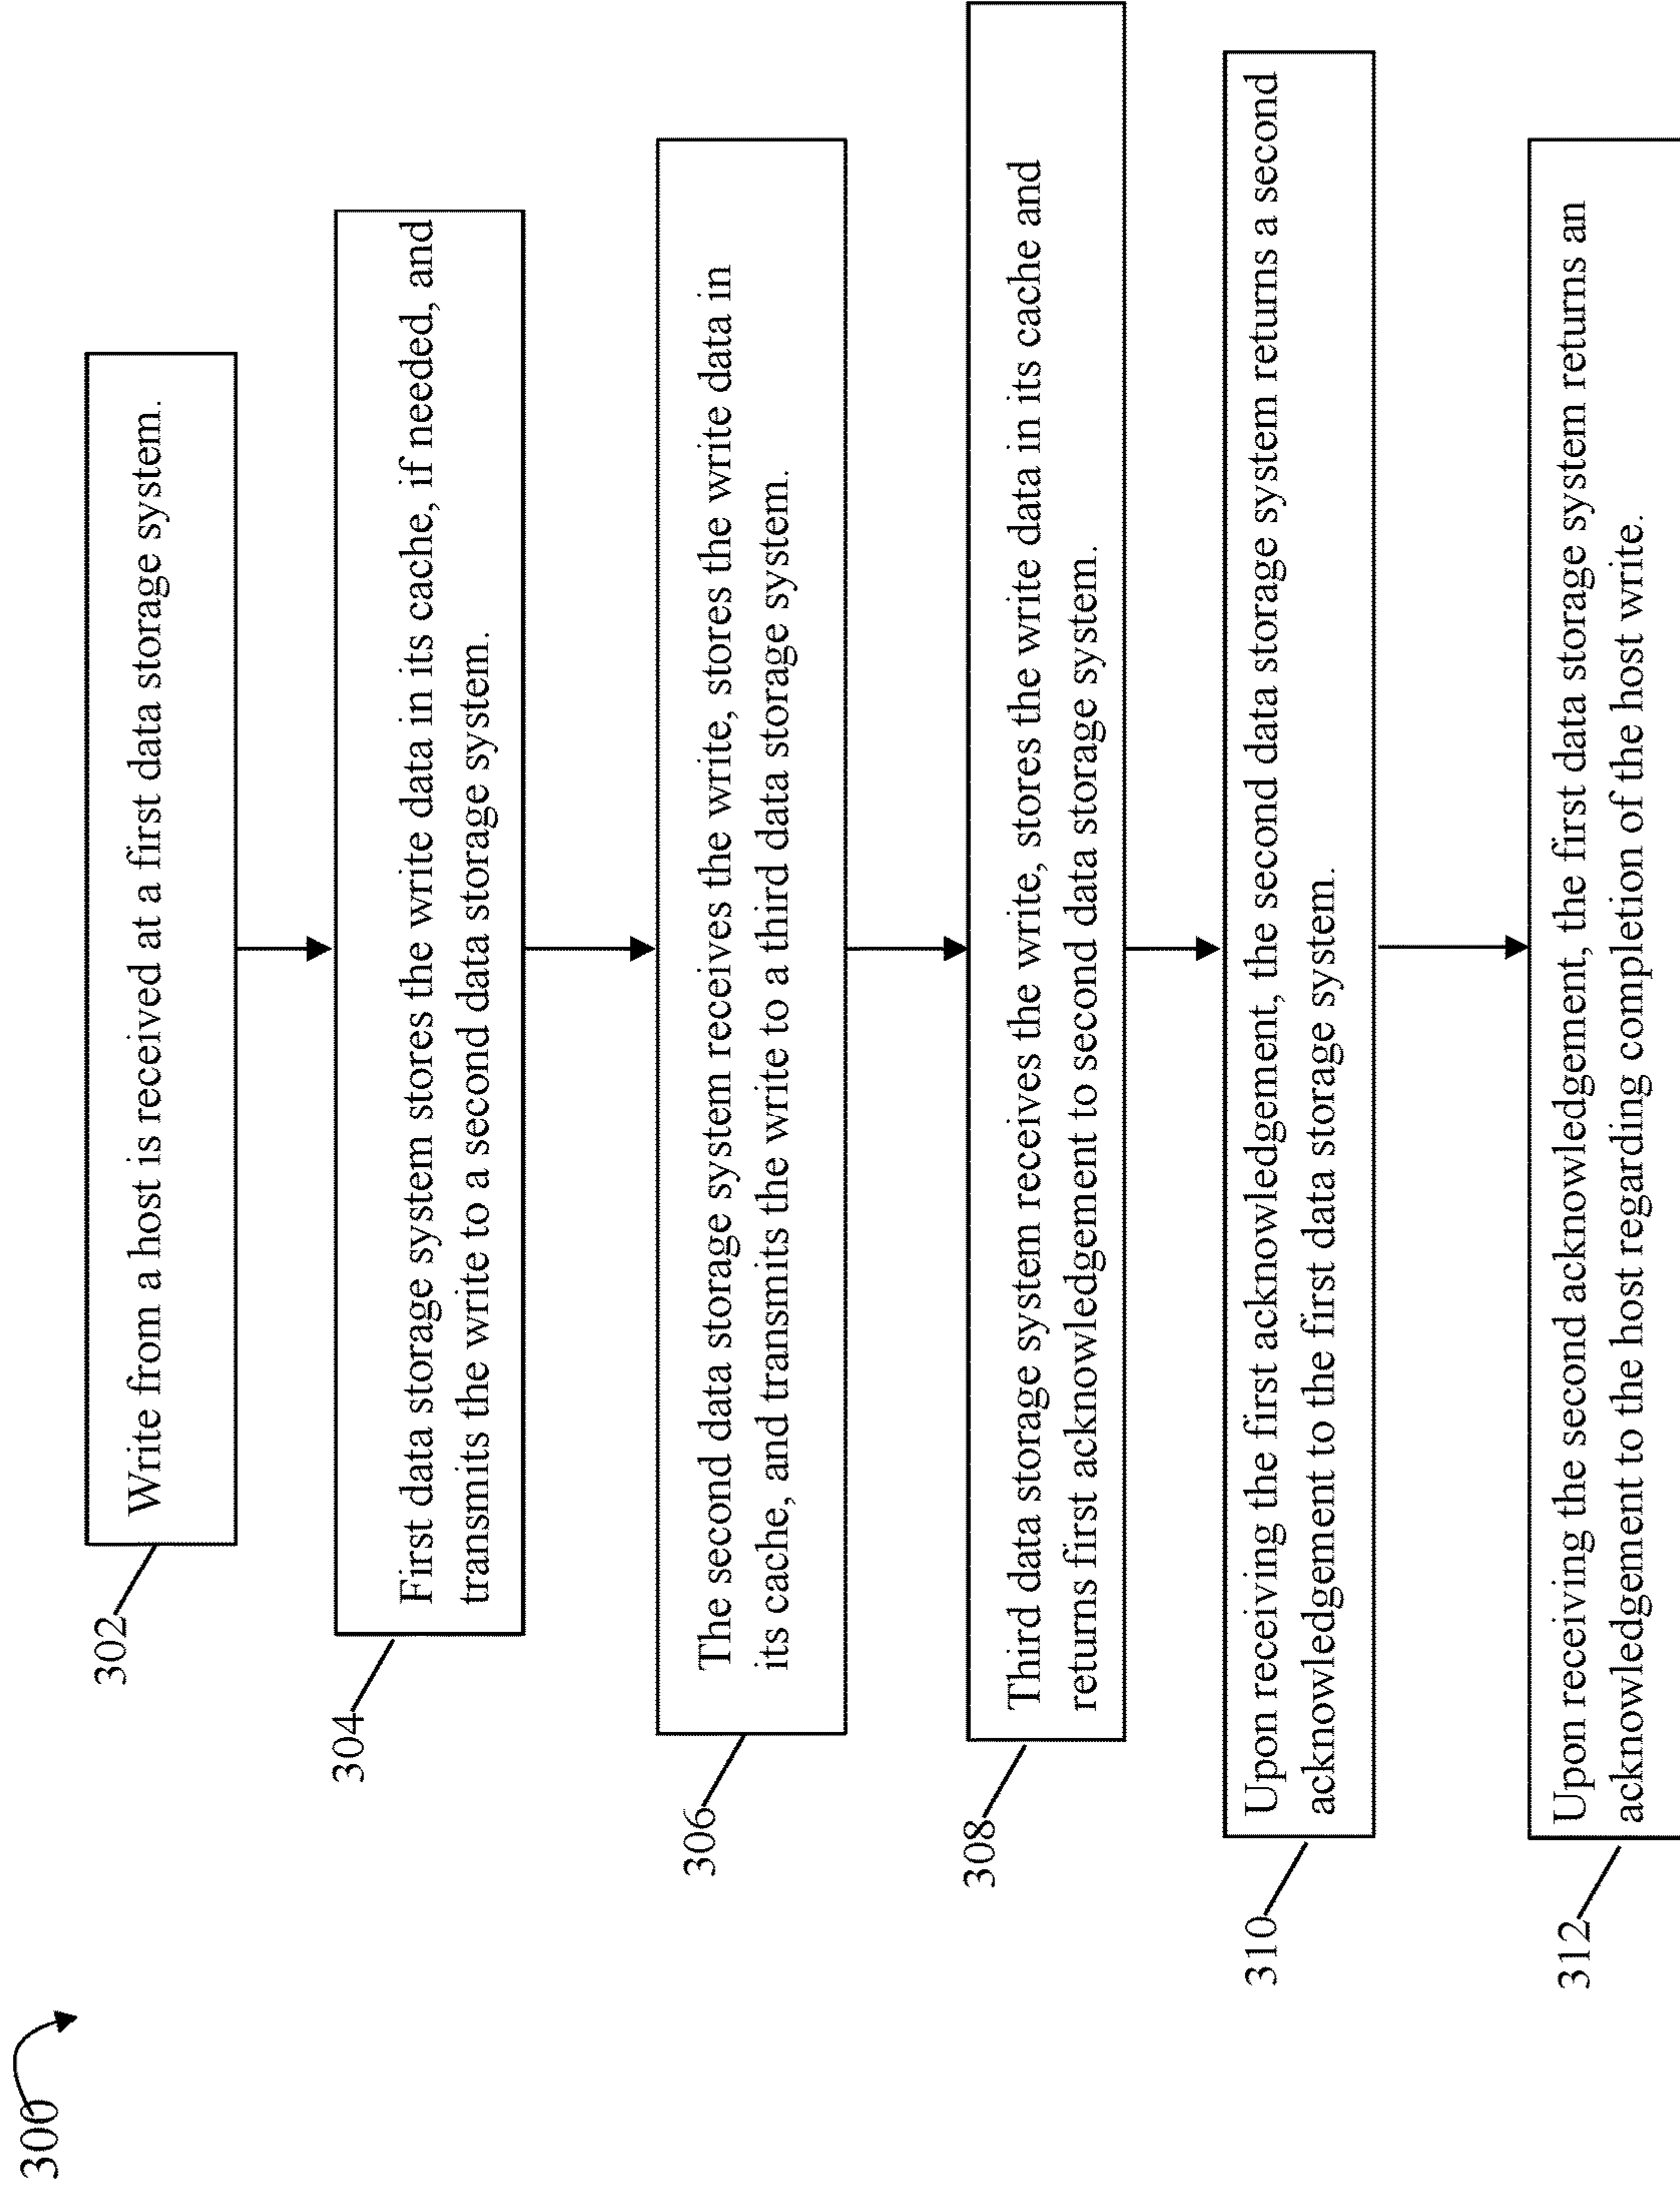 300
302
Write from a host is received at a first data storage system.
304
First data storage system stores the write data in its cache, if needed, and
transmits the write to a second data storage system.
306
The second data storage system receives the write, stores the write data in
its cache, and transmits the write to a third data storage system.
308
Third data storage system receives the write, stores the write data in its cache and
returns first acknowledgement to second data storage system.
310
Upon receiving the first acknowledgement, the second data storage system returns a second
acknowledgement to the first data storage system.
312
Upon receiving the second acknowledgement, the first data storage system returns an
acknowledgement to the host regarding completion of the host write.